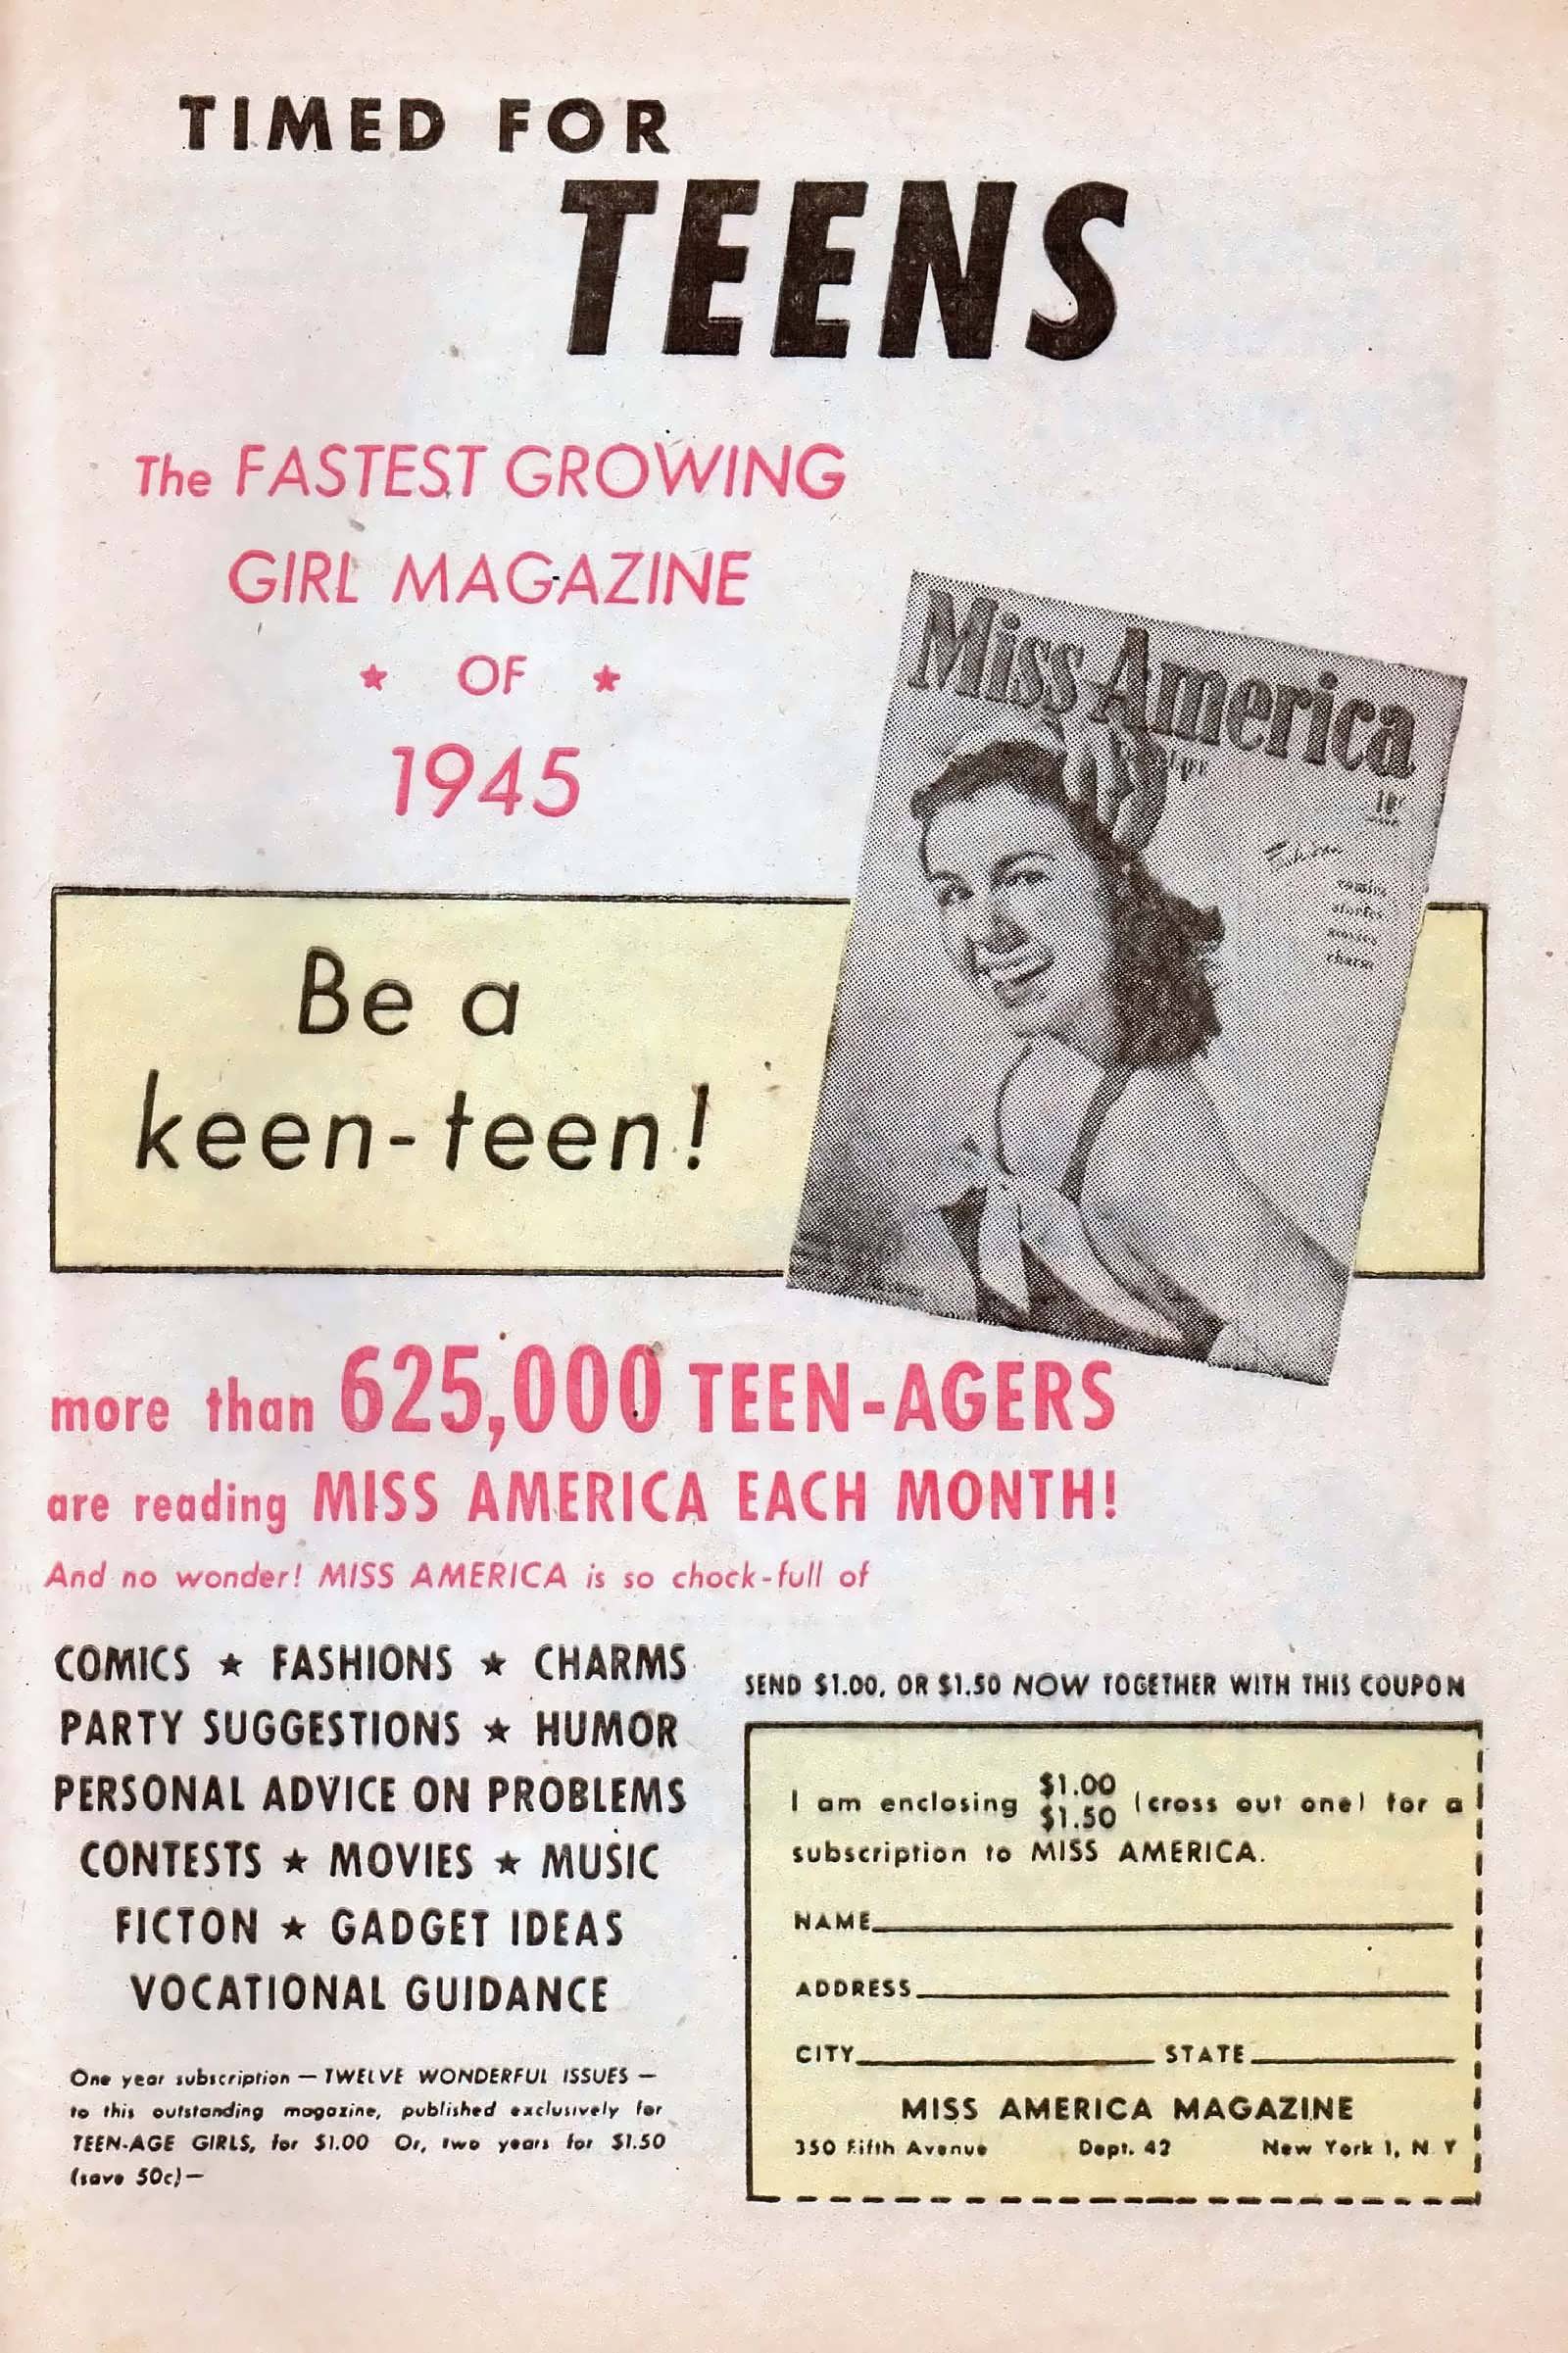 TIMED FOR
TEENS
The FASTEST GROWING
GIRL MAGAZINE
★ OF ★
1945
Miss America
10¢
comics
stories
movies
charm
Be a
keen-teen!
more than 625,000 TEEN-AGERS
are reading MISS AMERICA EACH MONTH!
And no wonder! MISS AMERICA is so chock-full of
COMICS ★ FASHIONS ★ CHARMS
PARTY SUGGESTIONS ★ HUMOR
PERSONAL ADVICE ON PROBLEMS
CONTESTS ★ MOVIES ★ MUSIC
FICTON ★ GADGET IDEAS
VOCATIONAL GUIDANCE
One year subscription — TWELVE WONDERFUL ISSUES —
to this outstanding magazine, published exclusively for
TEEN-AGE GIRLS, for $1.00 Or, two years for $1.50
(save 50c)—
SEND $1.00, OR $1.50 NOW TOGETHER WITH THIS COUPON
I am enclosing $1.00 $1.50 (cross out one) for a
subscription to MISS AMERICA.
NAME
ADDRESS
CITY STATE
MISS AMERICA MAGAZINE
350 Fifth Avenue Dept. 42 New York 1, N Y